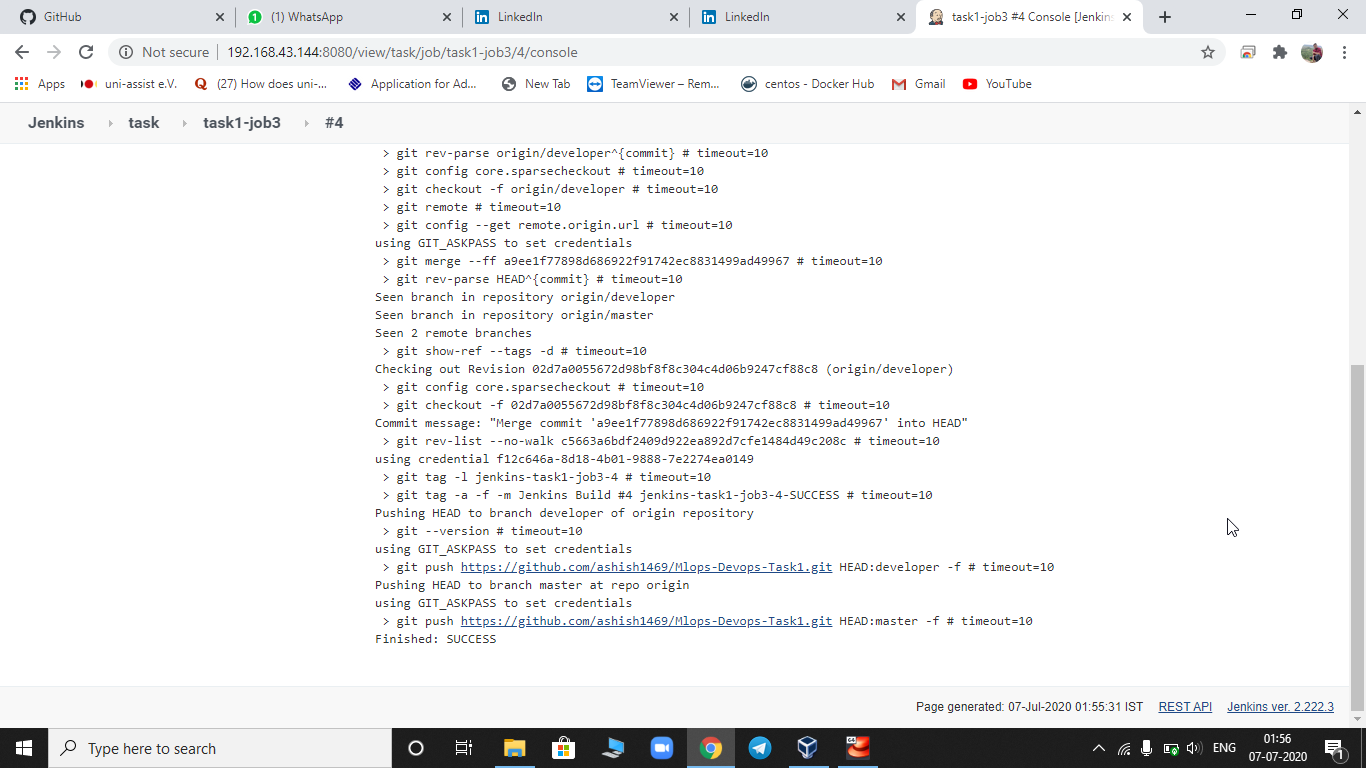 GitHub
(1) WhatsApp
LinkedIn
LinkedIn
task1-job3 #4 Console [Jenkins
Not secure
192.168.43.144:8080/view/task/job/task1-job3/4/console
Apps
uni-assist e.V.
(27) How does uni-...
Application for Ad...
New Tab
TeamViewer – Rem...
centos - Docker Hub
Gmail
YouTube
Jenkins
task
task1-job3
#4
> git rev-parse origin/developer^{commit} # timeout=10
> git config core.sparsecheckout # timeout=10
> git checkout -f origin/developer # timeout=10
> git remote # timeout=10
> git config --get remote.origin.url # timeout=10
using GIT_ASKPASS to set credentials
> git merge --ff a9ee1f77898d686922f91742ec8831499ad49967 # timeout=10
> git rev-parse HEAD^{commit} # timeout=10
Seen branch in repository origin/developer
Seen branch in repository origin/master
Seen 2 remote branches
> git show-ref --tags -d # timeout=10
Checking out Revision 02d7a0055672d98bf8f8c304c4d06b9247cf88c8 (origin/developer)
> git config core.sparsecheckout # timeout=10
> git checkout -f 02d7a0055672d98bf8f8c304c4d06b9247cf88c8 # timeout=10
Commit message: "Merge commit 'a9ee1f77898d686922f91742ec8831499ad49967' into HEAD"
> git rev-list --no-walk c5663a6bdf2409d922ea892d7cfe1484d49c208c # timeout=10
using credential f12c646a-8d18-4b01-9888-7e2274ea0149
> git tag -l jenkins-task1-job3-4 # timeout=10
> git tag -a -f -m Jenkins Build #4 jenkins-task1-job3-4-SUCCESS # timeout=10
Pushing HEAD to branch developer of origin repository
> git --version # timeout=10
using GIT_ASKPASS to set credentials
> git push https://github.com/ashish1469/Mlops-Devops-Task1.git HEAD:developer -f # timeout=10
Pushing HEAD to branch master at repo origin
using GIT_ASKPASS to set credentials
> git push https://github.com/ashish1469/Mlops-Devops-Task1.git HEAD:master -f # timeout=10
Finished: SUCCESS
Page generated: 07-Jul-2020 01:55:31 IST
REST API
Jenkins ver. 2.222.3
Type here to search
ENG
01:56
07-07-2020
1